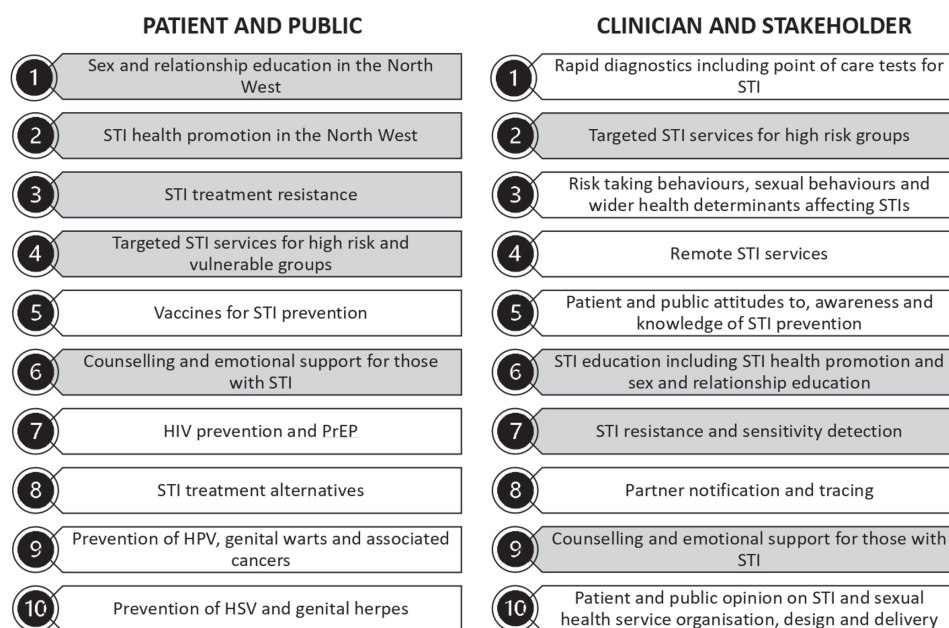 PATIENT AND PUBLIC
1
Sex and relationship education in the North
West
2
STI health promotion in the North West
3
STI treatment resistance
4
Targeted STI services for high risk and
vulnerable groups
5
Vaccines for STI prevention
6
Counselling and emotional support for those
with STI
7
HIV prevention and PrEP
8
STI treatment alternatives
9
Prevention of HPV, genital warts and associated
cancers
10
Prevention of HSV and genital herpes
CLINICIAN AND STAKEHOLDER
1
Rapid diagnostics including point of care tests for
STI
2
Targeted STI services for high risk groups
3
Risk taking behaviours, sexual behaviours and
wider health determinants affecting STIs
4
Remote STI services
5
Patient and public attitudes to, awareness and
knowledge of STI prevention
6
STI education including STI health promotion and
sex and relationship education
7
STI resistance and sensitivity detection
8
Partner notification and tracing
9
Counselling and emotional support for those with
STI
10
Patient and public opinion on STI and sexual
health service organisation, design and delivery